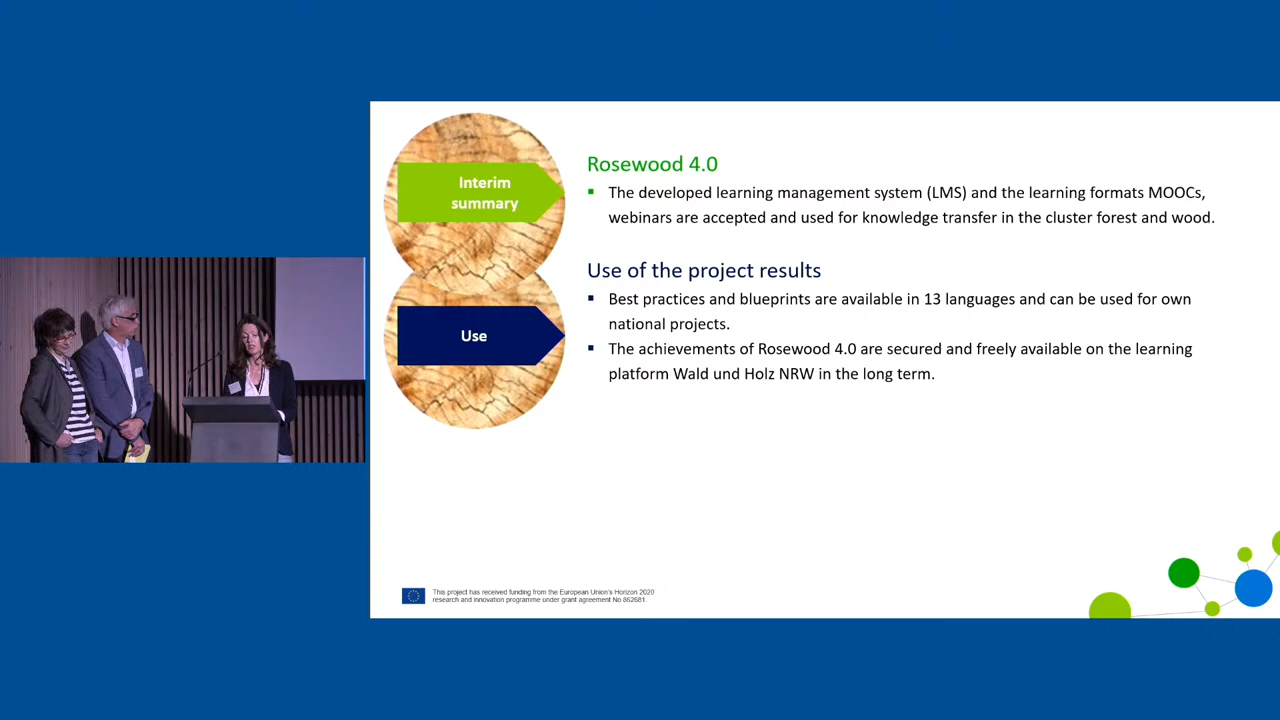 Interim
summary
Rosewood 4.0
▪ The developed learning management system (LMS) and the learning formats MOOCs,
webinars are accepted and used for knowledge transfer in the cluster forest and wood.
Use
Use of the project results
▪ Best practices and blueprints are available in 13 languages and can be used for own
national projects.
▪ The achievements of Rosewood 4.0 are secured and freely available on the learning
platform Wald und Holz NRW in the long term.
This project has received funding from the European Union's Horizon 2020
research and innovation programme under grant agreement No 862681.